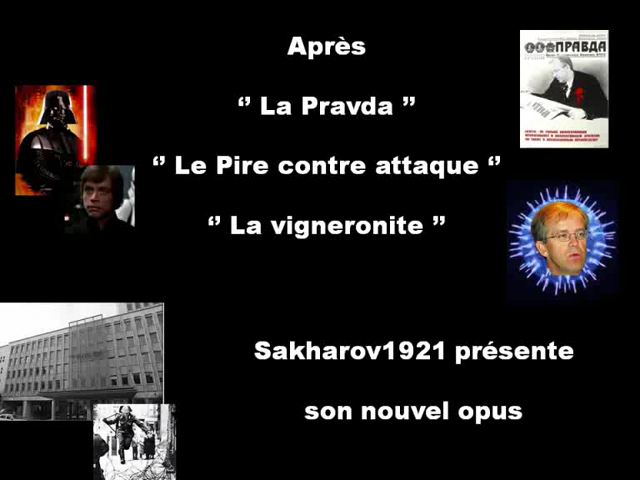 Après
‘’ La Pravda ’’
‘’ Le Pire contre attaque ‘’
‘’ La vigneronite ’’
Sakharov1921 présente
son nouvel opus
ПРАВДА